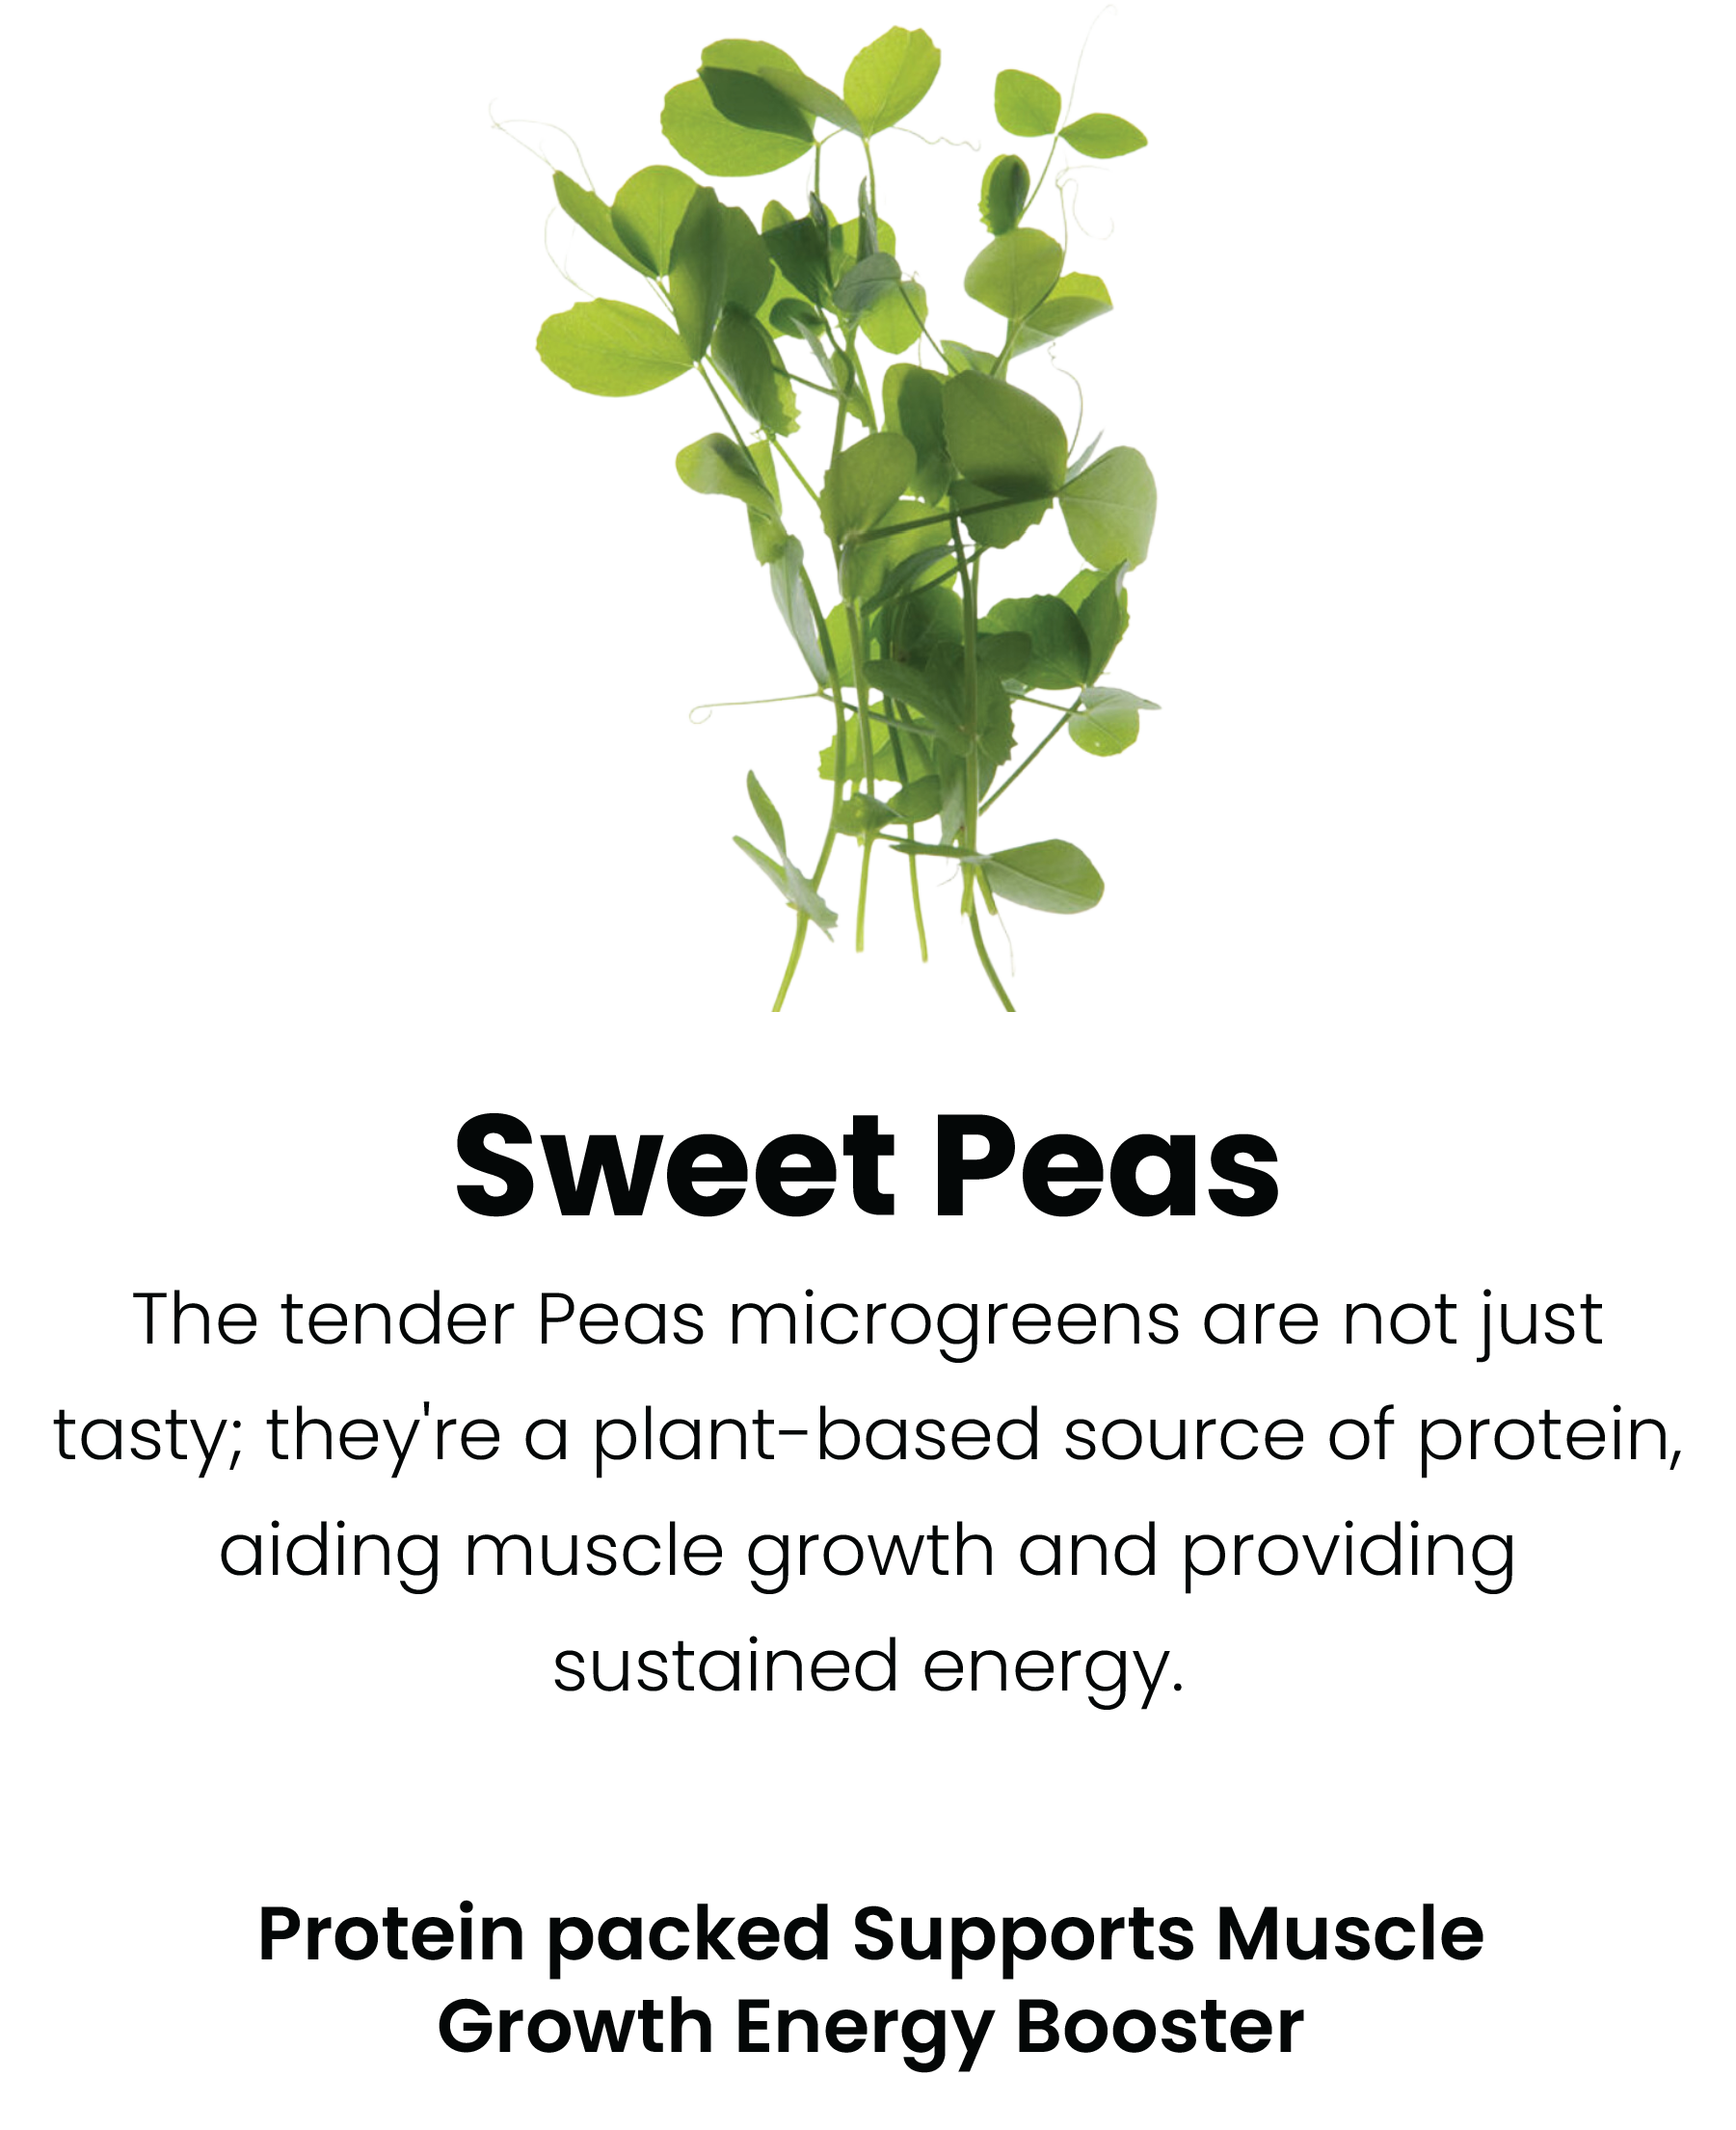 Sweet Peas
The tender Peas microgreens are not just
tasty; they're a plant-based source of protein,
aiding muscle growth and providing
sustained energy.
Protein packed Supports Muscle
Growth Energy Booster